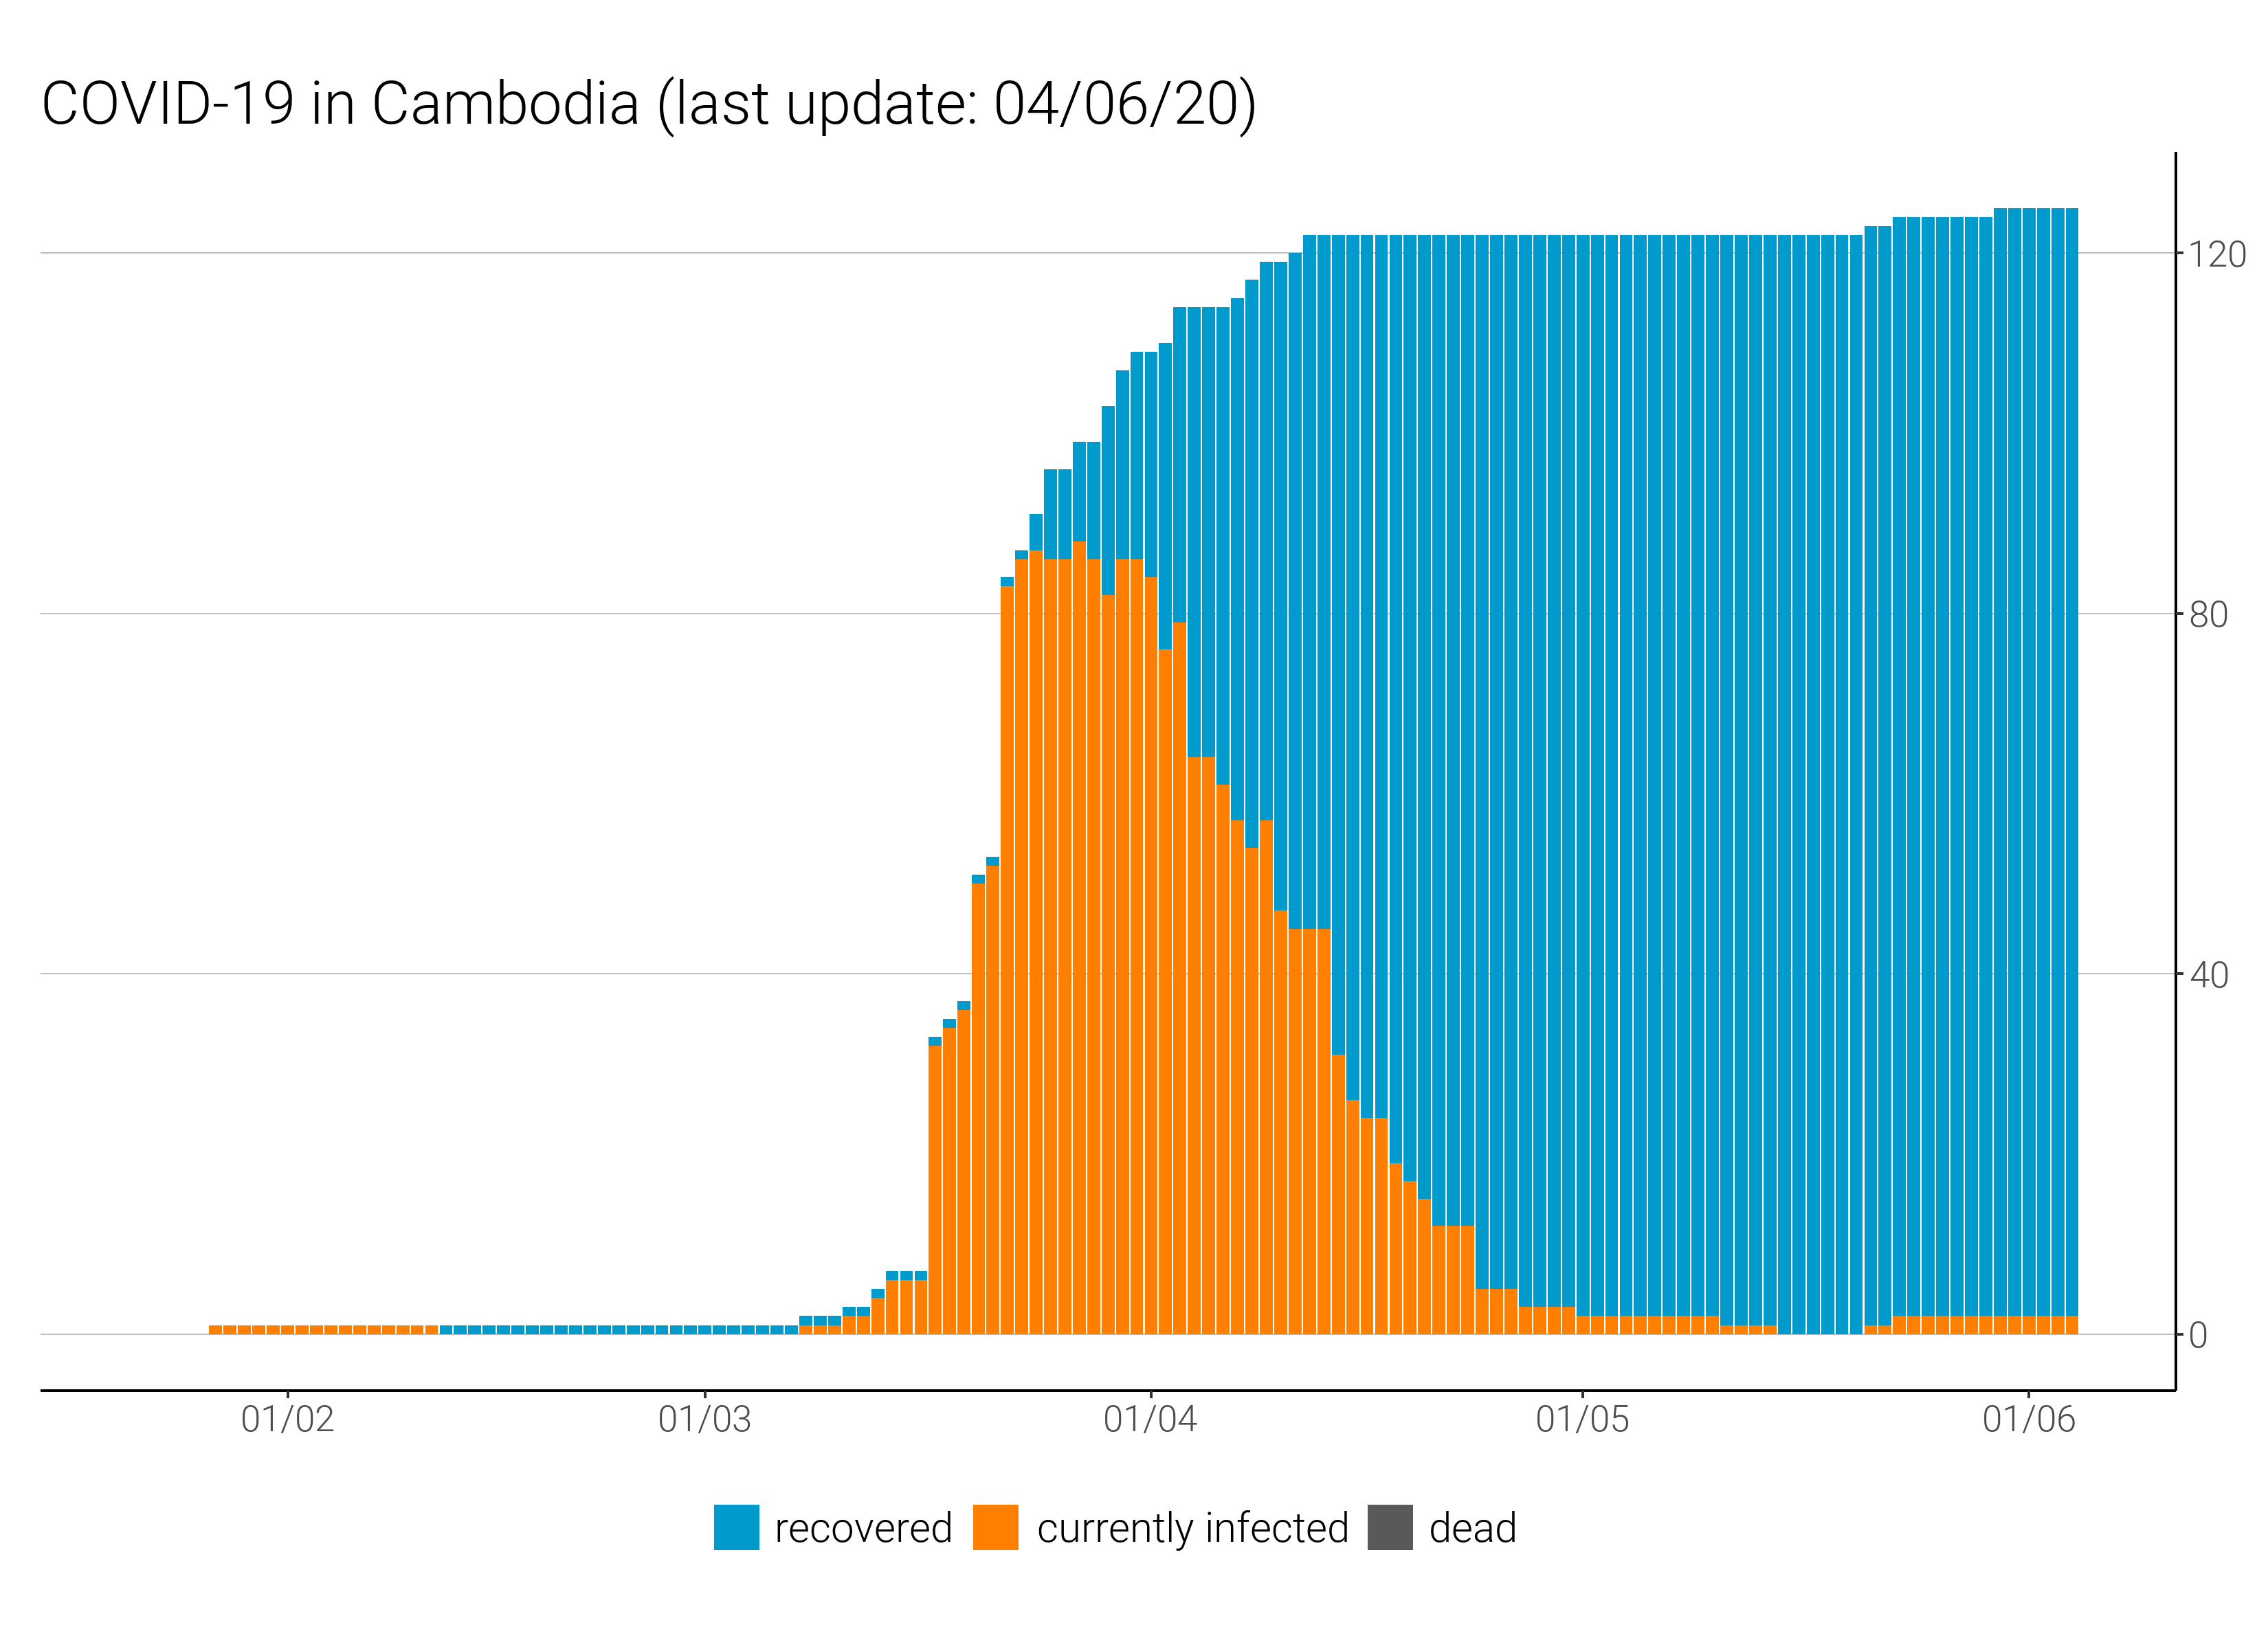 COVID-19 in Cambodia (last update: 04/06/20)
120
80
40
0
01/02 01/03 01/04 01/05 01/06
recovered currently infected dead